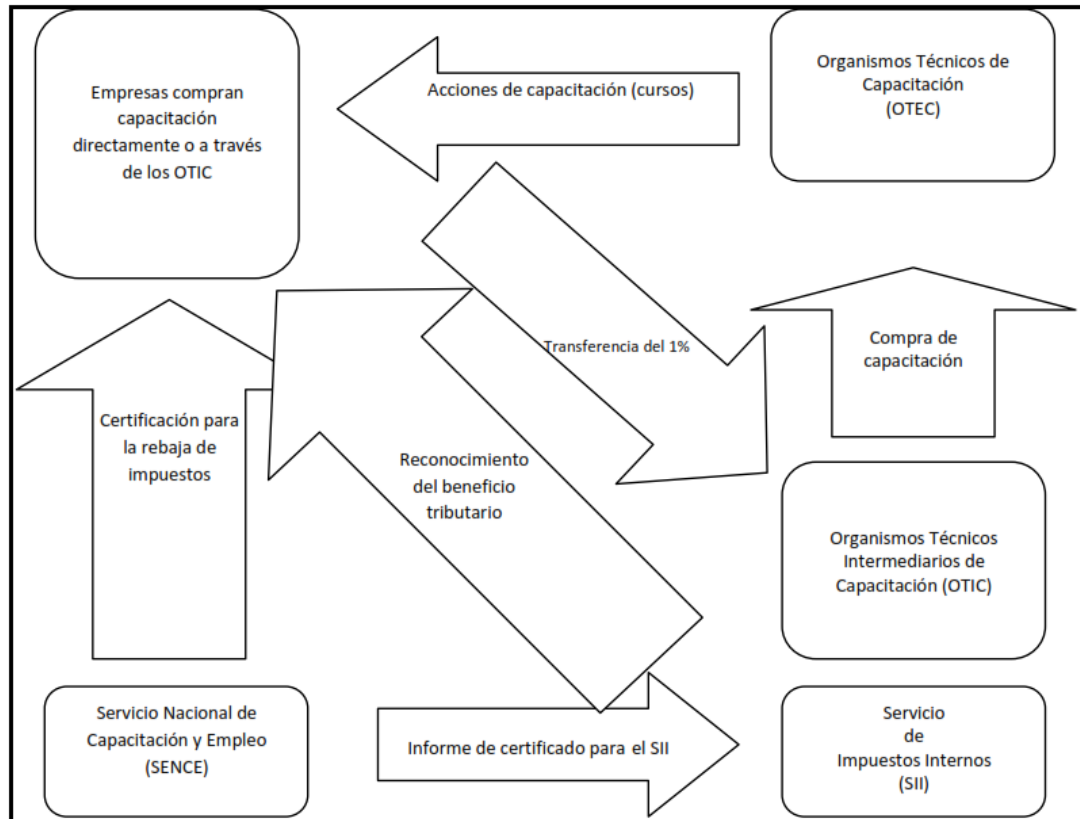 Empresas compran
capacitación
directamente o a través
de los OTIC
Acciones de capacitación (cursos)
Organismos Técnicos de
Capacitación
(OTEC)
Transferencia del 1%
Compra de
capacitación
Certificación para
la rebaja de
impuestos
Reconocimiento
del beneficio
tributario
Organismos Técnicos
Intermediarios de
Capacitación (OTIC)
Servicio Nacional de
Capacitación y Empleo
(SENCE)
Informe de certificado para el SII
Servicio
de
Impuestos Internos
(SII)